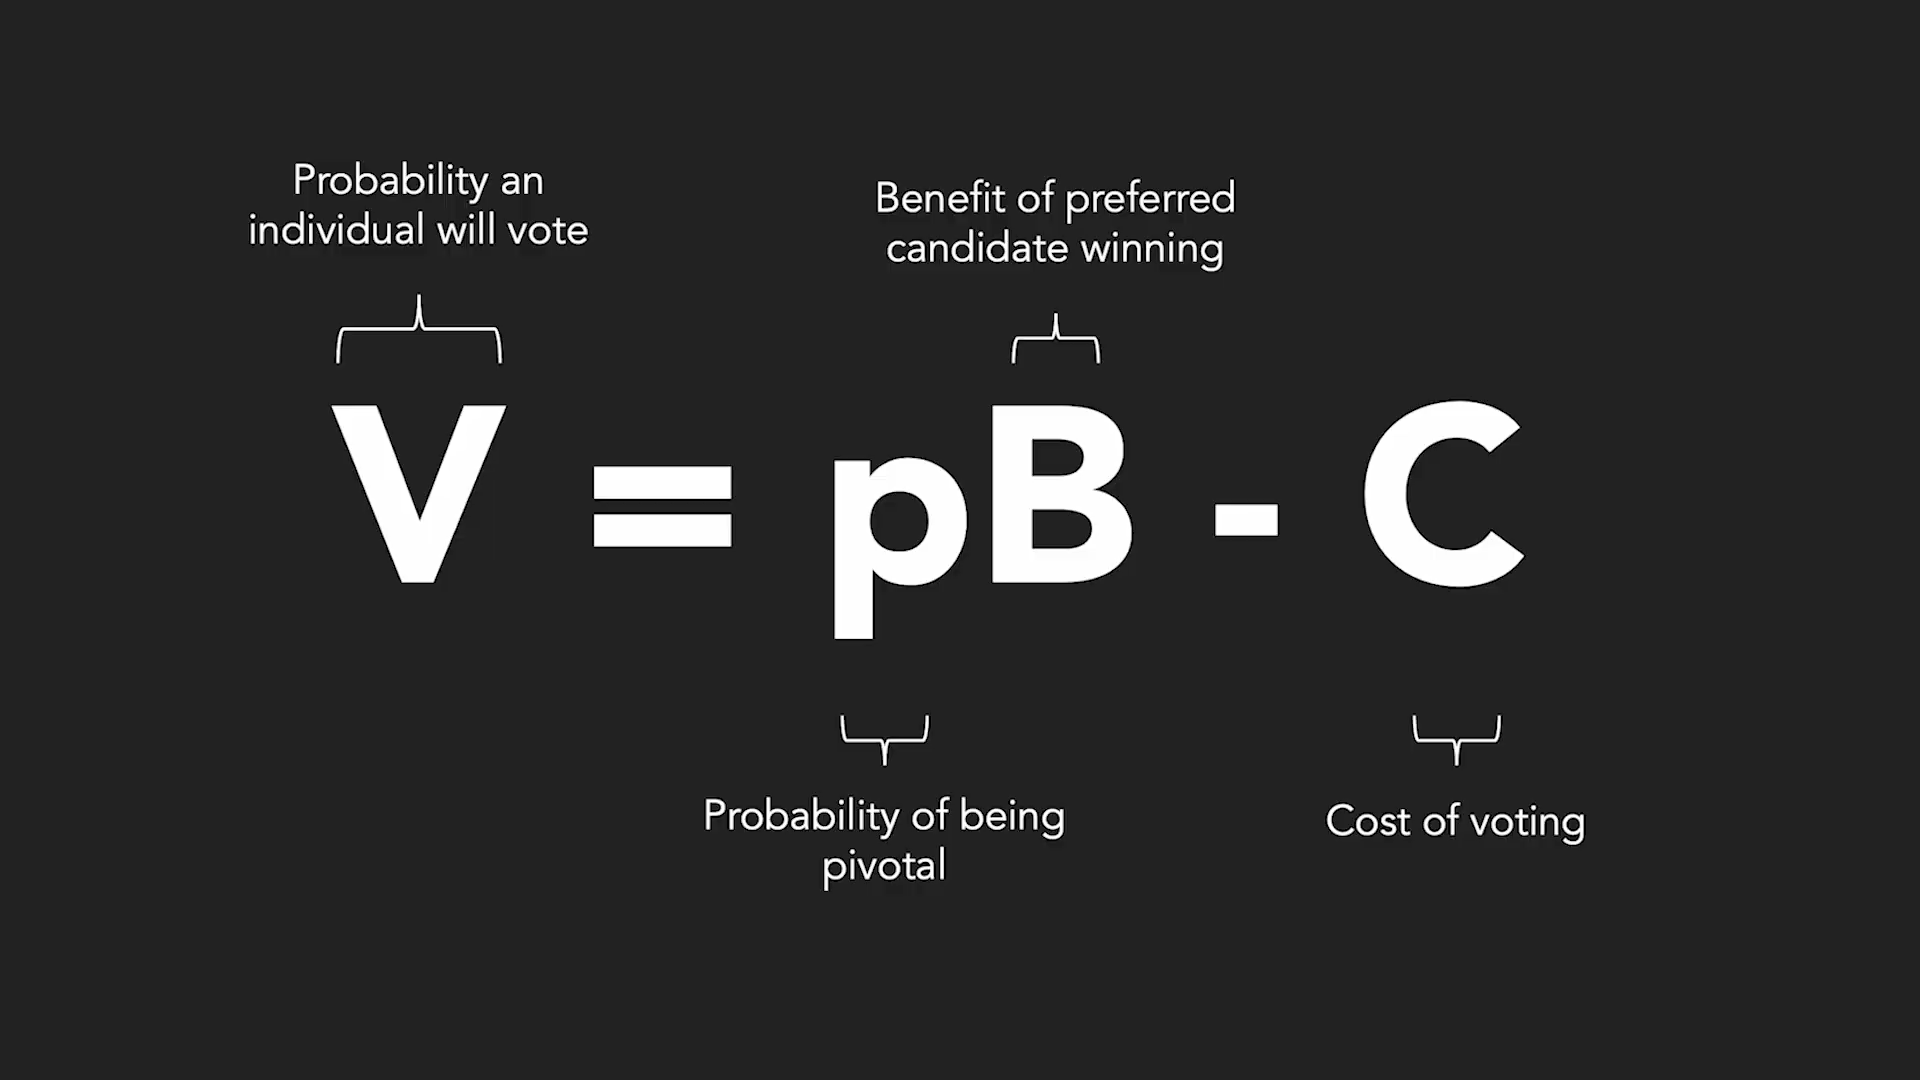 Probability an
individual will vote
Benefit of preferred
candidate winning
V = pB - C
Probability of being
pivotal
Cost of voting